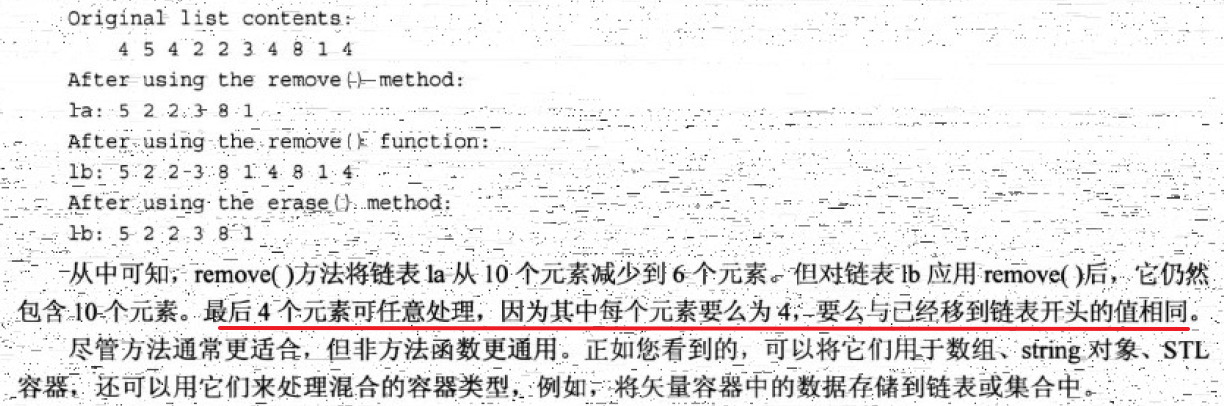 Original list contents:
4 5 4 2 2 3 4 8 1 4
After using the remove() method:
la: 5 2 2 3 8 1
After using the remove() function:
lb: 5 2 2 3 8 1 4 8 1 4
After using the erase() method:
lb: 5 2 2 3 8 1
从中可知，remove( )方法将链表 la 从 10 个元素减少到 6 个元素。但对链表 lb 应用 remove( )后，它仍然
包含 10 个元素。最后 4 个元素可任意处理，因为其中每个元素要么为 4，要么与已经移到链表开头的值相同。
尽管方法通常更适合，但非方法函数更通用。正如您看到的，可以将它们用于数组、string 对象、STL
容器，还可以用它们来处理混合的容器类型，例如，将矢量容器中的数据存储到链表或集合中。